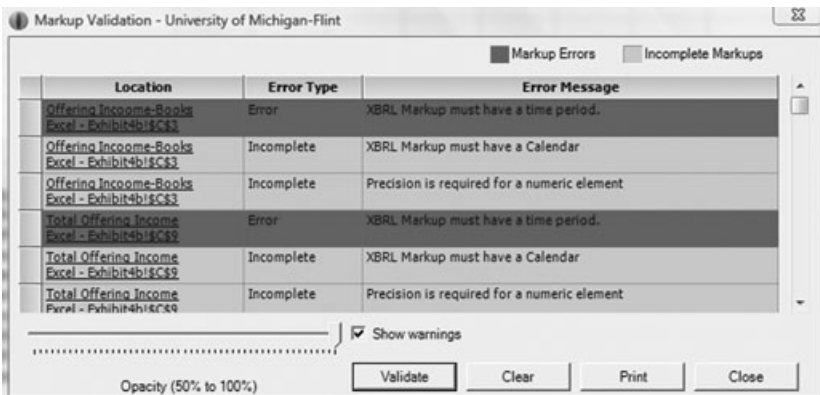 Markup Validation - University of Michigan-Flint
Markup Errors Incomplete Markups
Location Error Type Error Message
Offering Incoome-Books Error XBRL Markup must have a time period.
Excel - Exhibit4b!$C$3
Offering Incoome-Books Incomplete XBRL Markup must have a Calendar
Excel - Exhibit4b!$C$3
Offering Incoome-Books Incomplete Precision is required for a numeric element
Excel - Exhibit4b!$C$3
Total Offering Income Error XBRL Markup must have a time period.
Excel - Exhibit4b!$C$9
Total Offering Income Incomplete XBRL Markup must have a Calendar
Excel - Exhibit4b!$C$9
Total Offering Income Incomplete Precision is required for a numeric element
Excel - Exhibit4b!$C$9
Show warnings
Opacity (50% to 100%) Validate Clear Print Close